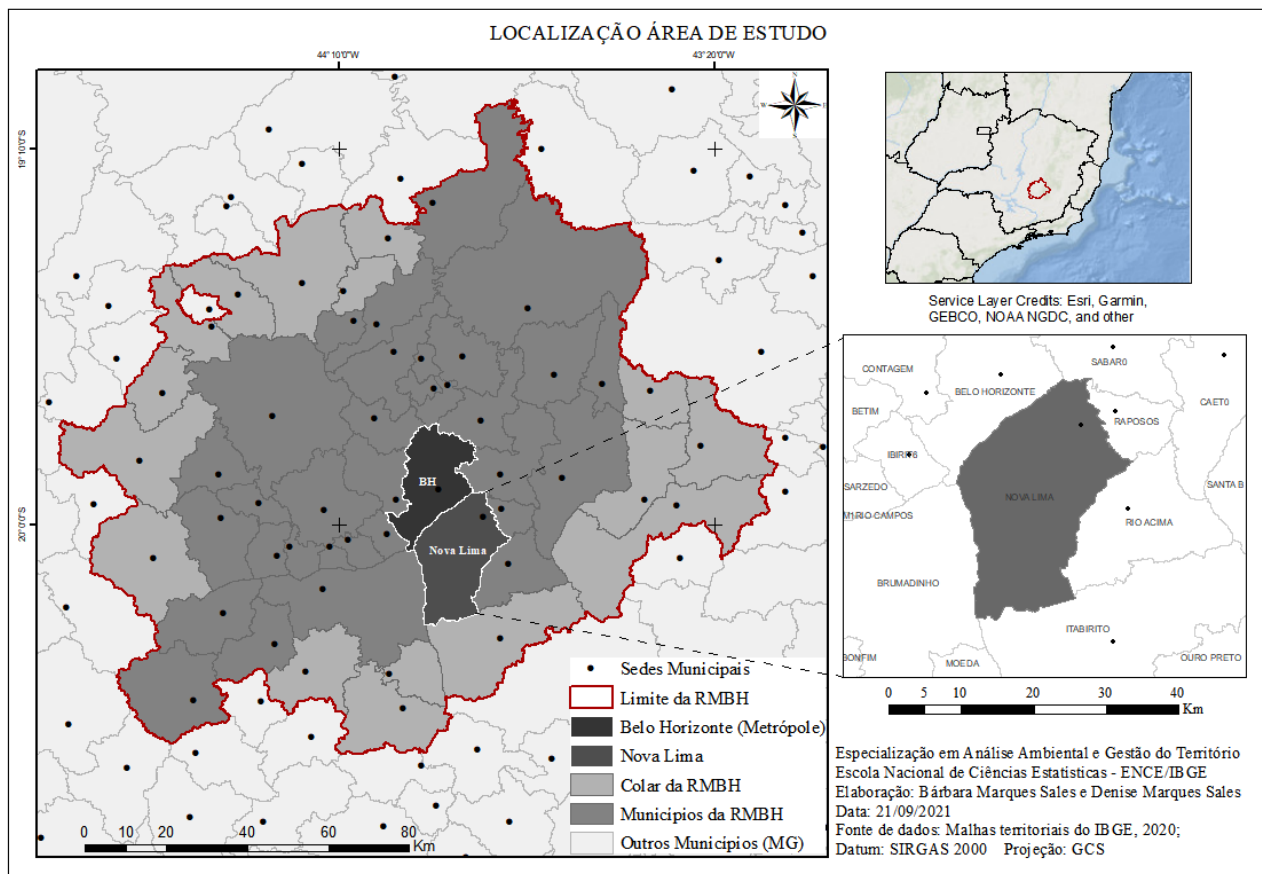 LOCALIZAÇÃO ÁREA DE ESTUDO
44°10'0"W
43°20'0"W
19°10'0"S
20°0'0"S
N
W
E
S
BH
Nova Lima
Sedes Municipais
Limite da RMBH
Belo Horizonte (Metrópole)
Nova Lima
Colar da RMBH
Municípios da RMBH
Outros Municípios (MG)
0 20 40 60 80
Km
Service Layer Credits: Esri, Garmin,
GEBCO, NOAA NGDC, and other
SABAR0
CONTAGEM
BELO HORIZONTE
CAET0
BETIM
RAPOSOS
IBIRIT6
SARZEDO
NOVA LIMA
SANTA B
RIO CAMPOS
RIO ACIMA
BRUMADINHO
ITABIRITO
BONFIM
MOEDA
OURO PRETO
0 5 10 20 30 40
Km
Especialização em Análise Ambiental e Gestão do Território
Escola Nacional de Ciências Estatisticas - ENCE/IBGE
Elaboração: Bárbara Marques Sales e Denise Marques Sales
Data: 21/09/2021
Fonte de dados: Malhas territoriais do IBGE, 2020;
Datum: SIRGAS 2000 Projeção: GCS